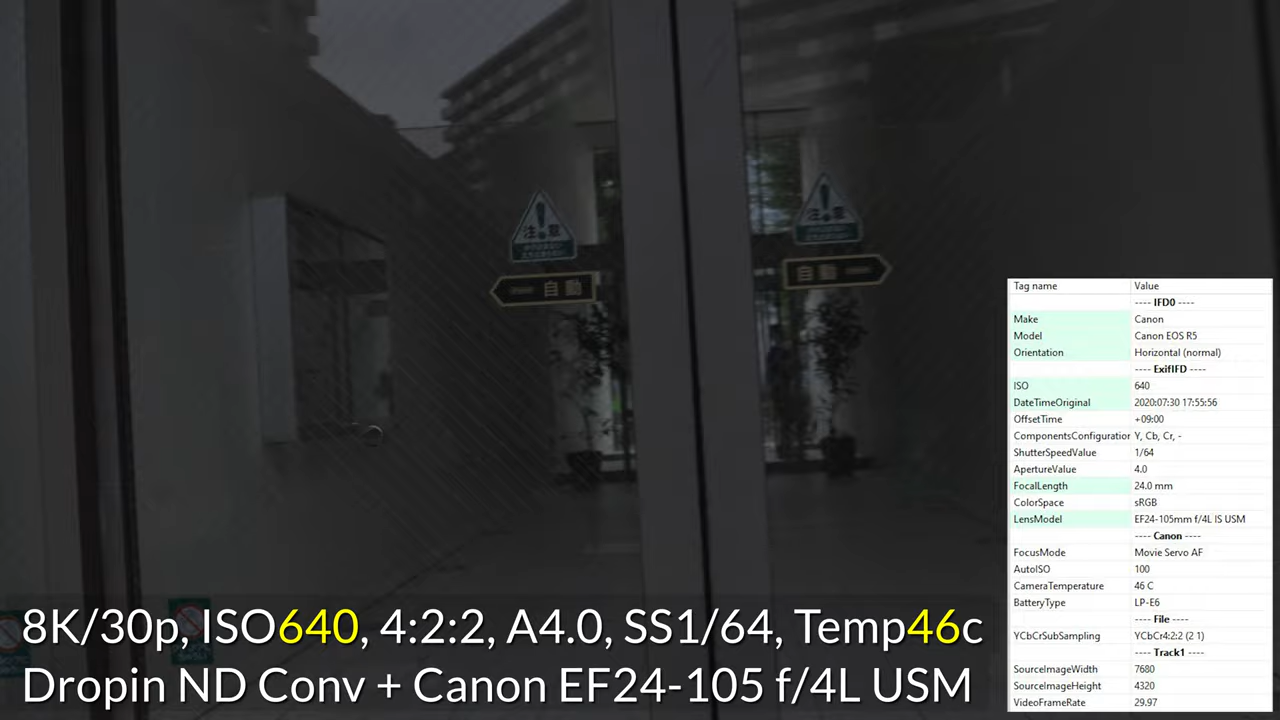 注意
注意
自動
自動
Tag name Value
---- IFD0 ----
Make Canon
Model Canon EOS R5
Orientation Horizontal (normal)
---- ExifIFD ----
ISO 640
DateTimeOriginal 2020:07:30 17:55:56
OffsetTime +09:00
ComponentsConfiguration Y, Cb, Cr, -
ShutterSpeedValue 1/64
ApertureValue 4.0
FocalLength 24.0 mm
ColorSpace sRGB
LensModel EF24-105mm f/4L IS USM
---- Canon ----
FocusMode Movie Servo AF
AutoISO 100
CameraTemperature 46 C
BatteryType LP-E6
---- File ----
YCbCrSubSampling YCbCr4:2:2 (2 1)
---- Track1 ----
SourceImageWidth 7680
SourceImageHeight 4320
VideoFrameRate 29.97
8K/30p, ISO640, 4:2:2, A4.0, SS1/64, Temp46c
Dropin ND Conv + Canon EF24-105 f/4L USM